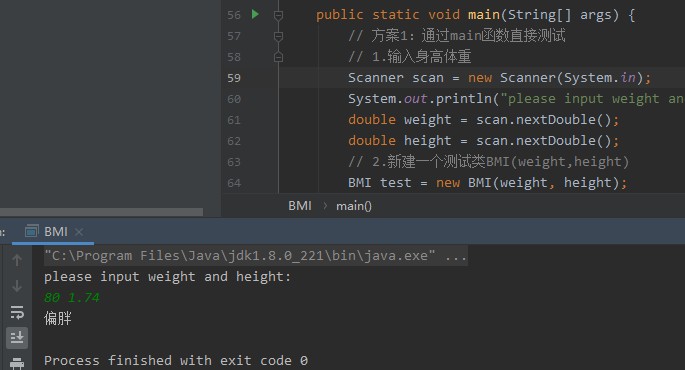 56 public static void main(String[] args) {
57 // 方案1: 通过main函数直接测试
58 // 1.输入身高体重
59 Scanner scan = new Scanner(System.in);
60 System.out.println("please input weight an
61 double weight = scan.nextDouble();
62 double height = scan.nextDouble();
63 // 2.新建一个测试类BMI(weight,height)
64 BMI test = new BMI(weight, height);
BMI › main()
: BMI ×
"C:\Program Files\Java\jdk1.8.0_221\bin\java.exe" ...
please input weight and height:
80 1.74
偏胖
Process finished with exit code 0